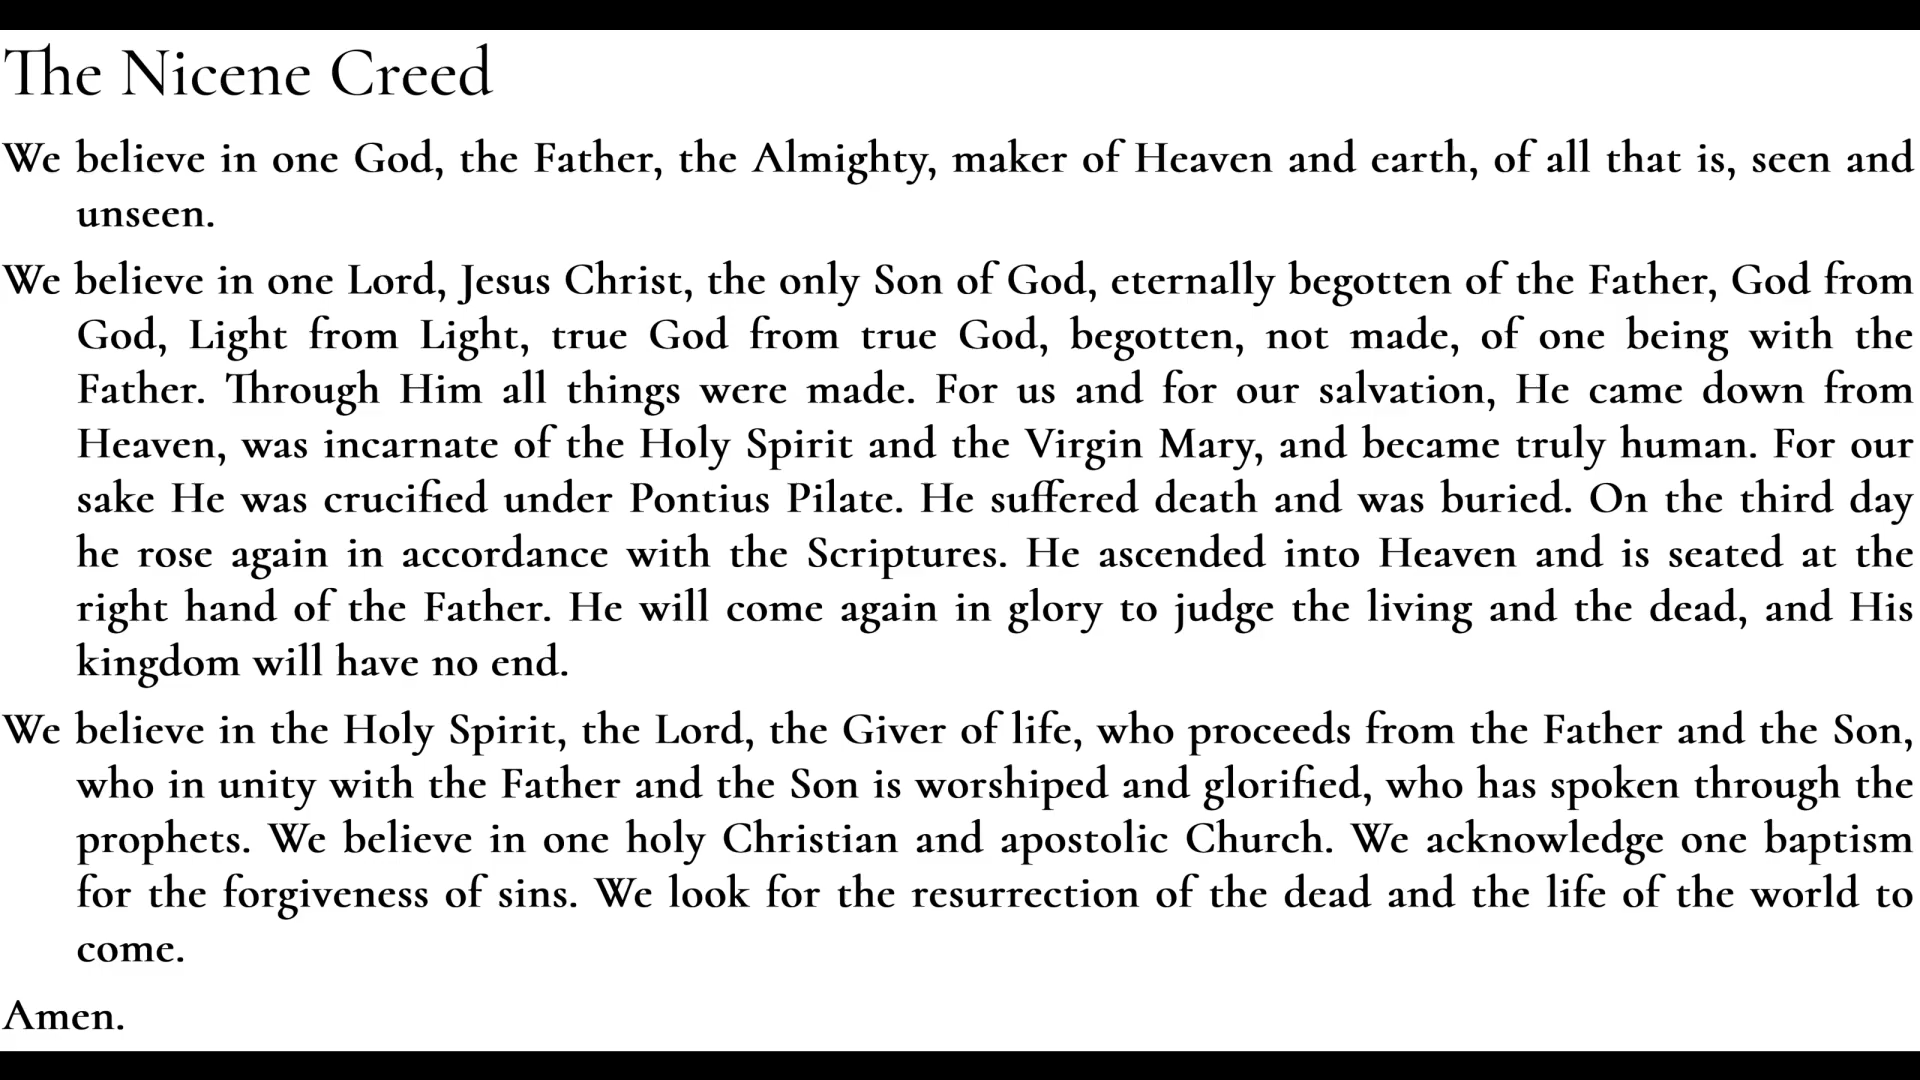 The Nicene Creed
We believe in one God, the Father, the Almighty, maker of Heaven and earth, of all that is, seen and
unseen.
We believe in one Lord, Jesus Christ, the only Son of God, eternally begotten of the Father, God from
God, Light from Light, true God from true God, begotten, not made, of one being with the
Father. Through Him all things were made. For us and for our salvation, He came down from
Heaven, was incarnate of the Holy Spirit and the Virgin Mary, and became truly human. For our
sake He was crucified under Pontius Pilate. He suffered death and was buried. On the third day
he rose again in accordance with the Scriptures. He ascended into Heaven and is seated at the
right hand of the Father. He will come again in glory to judge the living and the dead, and His
kingdom will have no end.
We believe in the Holy Spirit, the Lord, the Giver of life, who proceeds from the Father and the Son,
who in unity with the Father and the Son is worshiped and glorified, who has spoken through the
prophets. We believe in one holy Christian and apostolic Church. We acknowledge one baptism
for the forgiveness of sins. We look for the resurrection of the dead and the life of the world to
come.
Amen.